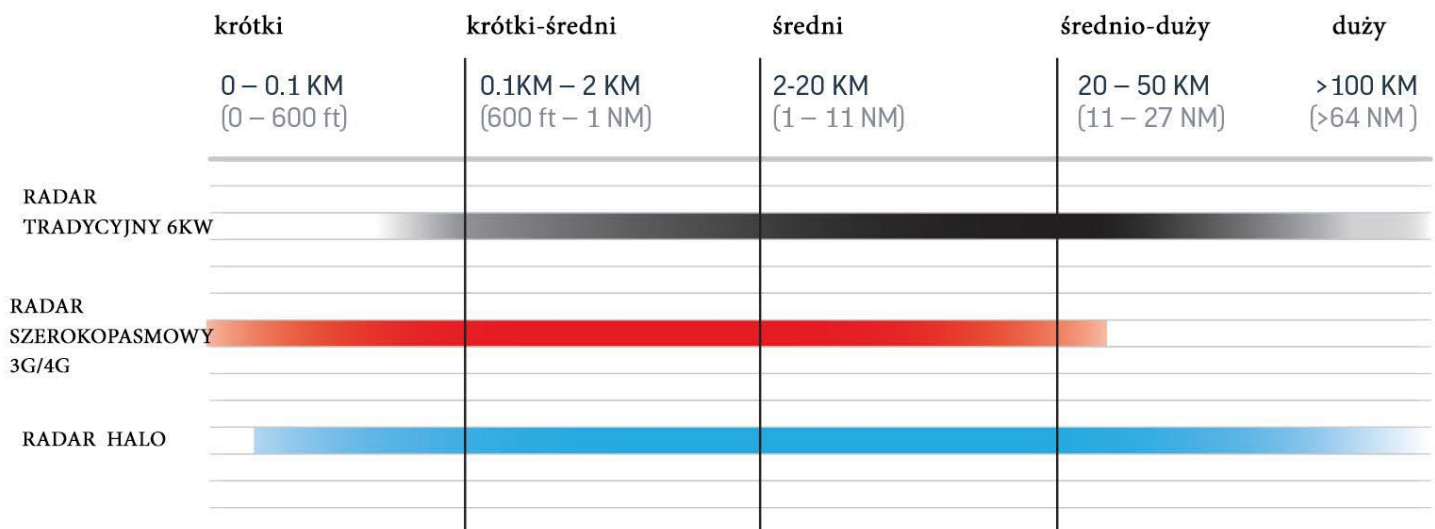 krótki krótki-średni średni średnio-duży duży
0 – 0.1 KM 0.1KM – 2 KM 2-20 KM 20 – 50 KM >100 KM
(0 – 600 ft) (600 ft – 1 NM) (1 – 11 NM) (11 – 27 NM) (>64 NM )
RADAR
TRADYCYJNY 6KW
RADAR
SZEROKOPASMOWY
3G/4G
RADAR HALO